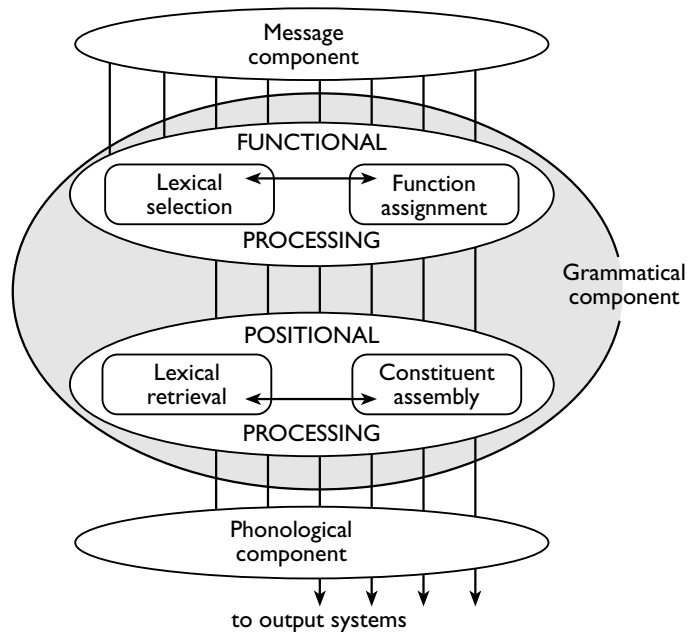 Message
component
FUNCTIONAL
Lexical
selection
Function
assignment
PROCESSING
Grammatical
component
POSITIONAL
Lexical
retrieval
Constituent
assembly
PROCESSING
Phonological
component
to output systems